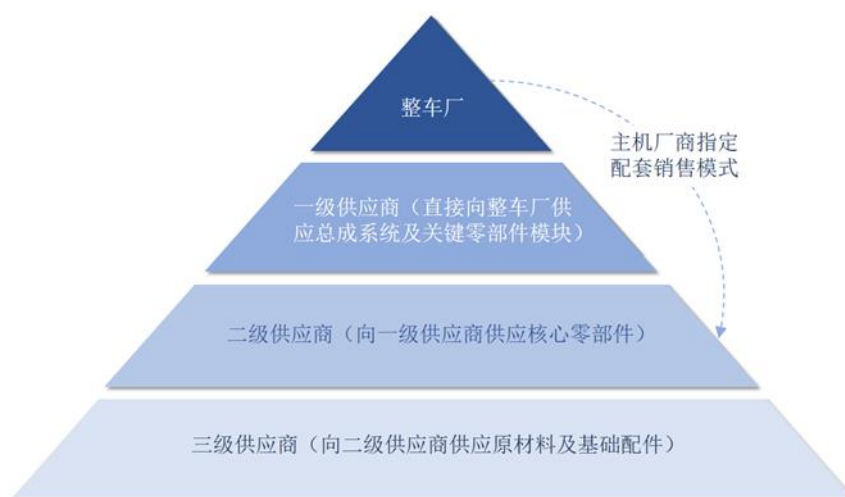 整车厂
主机厂商指定
配套销售模式
一级供应商（直接向整车厂供
应总成系统及关键零部件模块）
二级供应商（向一级供应商供应核心零部件）
三级供应商（向二级供应商供应原材料及基础配件）